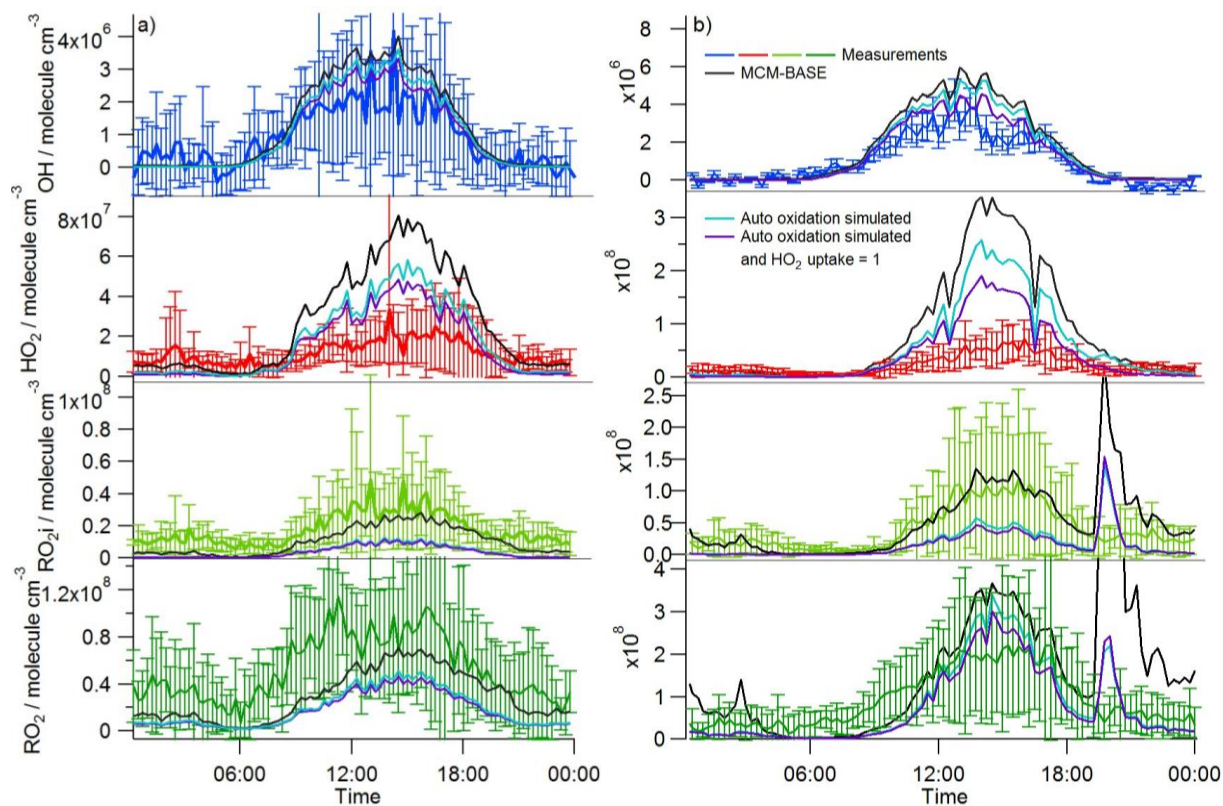 a)
OH / molecule cm-3
4x10^6
3
2
1
0
HO2 / molecule cm-3
8x10^7
6
4
2
0
RO2i / molecule cm-3
1x10^8
0.8
0.6
0.4
0.2
0
RO2 / molecule cm-3
1.2x10^8
0.8
0.4
0
06:00 12:00 18:00 00:00
Time
b)
x10^6
8
6
4
2
0
Measurements
MCM-BASE
x10^8
3
2
1
0
Auto oxidation simulated
Auto oxidation simulated
and HO2 uptake = 1
x10^8
2.5
2.0
1.5
1.0
0.5
0.0
x10^8
4
3
2
1
0
06:00 12:00 18:00 00:00
Time